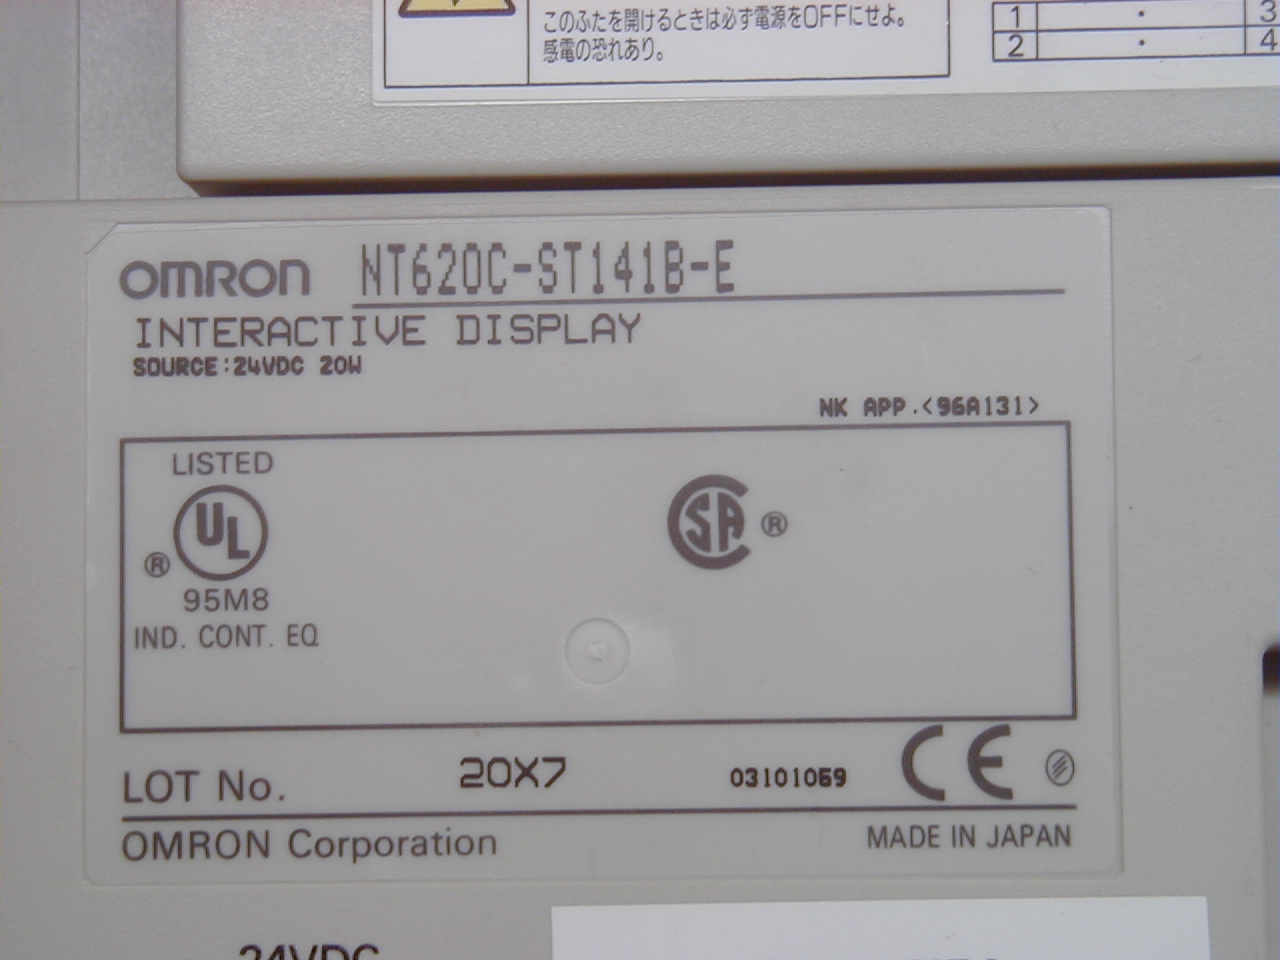 このふたを開けるときは必ず電源をOFFにせよ。
感電の恐れあり。
1 · 3
2 · 4
OMRON NT620C-ST141B-E
INTERACTIVE DISPLAY
SOURCE:24VDC 20W
NK APP.<96A131>
LISTED
UL
®
95M8
IND. CONT. EQ
SA ®
LOT No. 20X7 03101069 CE
OMRON Corporation MADE IN JAPAN
24VDC